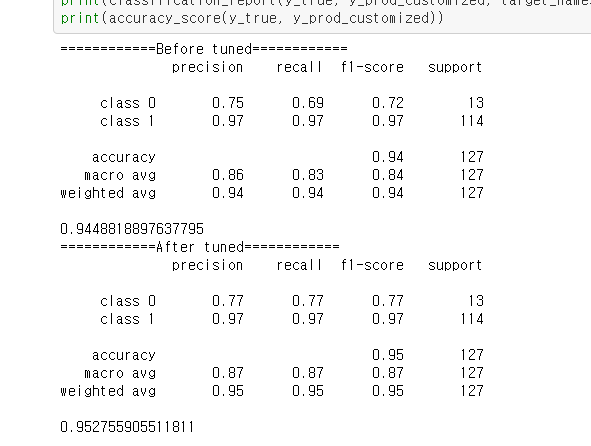 print(classification_report(y_true, y_prod_customized, target_names
print(accuracy_score(y_true, y_prod_customized))
============Before tuned============
precision recall f1-score support
class 0 0.75 0.69 0.72 13
class 1 0.97 0.97 0.97 114
accuracy 0.94 127
macro avg 0.86 0.83 0.84 127
weighted avg 0.94 0.94 0.94 127
0.9448818897637795
============After tuned============
precision recall f1-score support
class 0 0.77 0.77 0.77 13
class 1 0.97 0.97 0.97 114
accuracy 0.95 127
macro avg 0.87 0.87 0.87 127
weighted avg 0.95 0.95 0.95 127
0.952755905511811